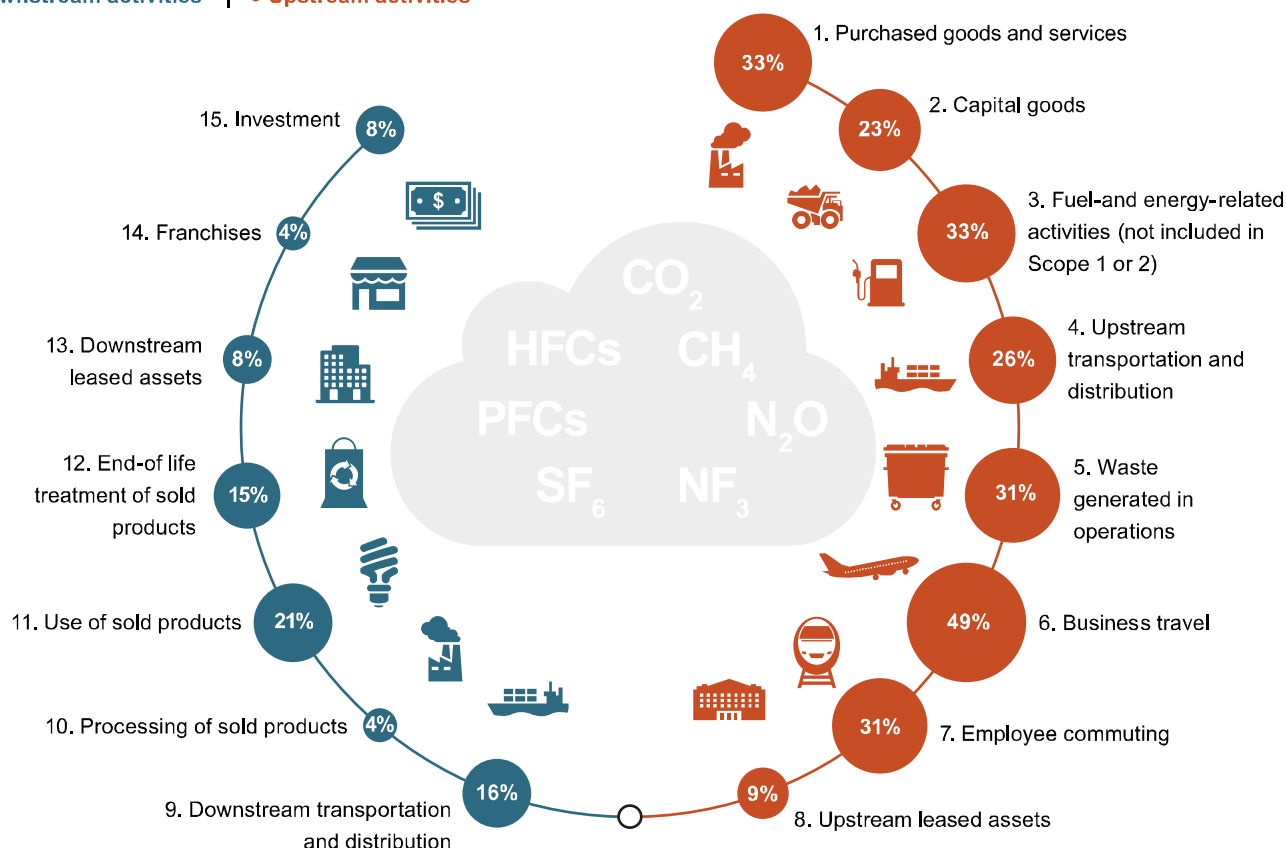 Upstream activities
33%
1. Purchased goods and services
23%
2. Capital goods
33%
3. Fuel-and energy-related
activities (not included in
Scope 1 or 2)
26%
4. Upstream
transportation and
distribution
31%
5. Waste
generated in
operations
49%
6. Business travel
31%
7. Employee commuting
9%
8. Upstream leased assets
16%
9. Downstream transportation
and distribution
4%
10. Processing of sold products
21%
11. Use of sold products
15%
12. End-of life
treatment of sold
products
8%
13. Downstream
leased assets
4%
14. Franchises
8%
15. Investment
$
CO₂
HFCs CH₄
PFCs N₂O
SF₆ NF₃